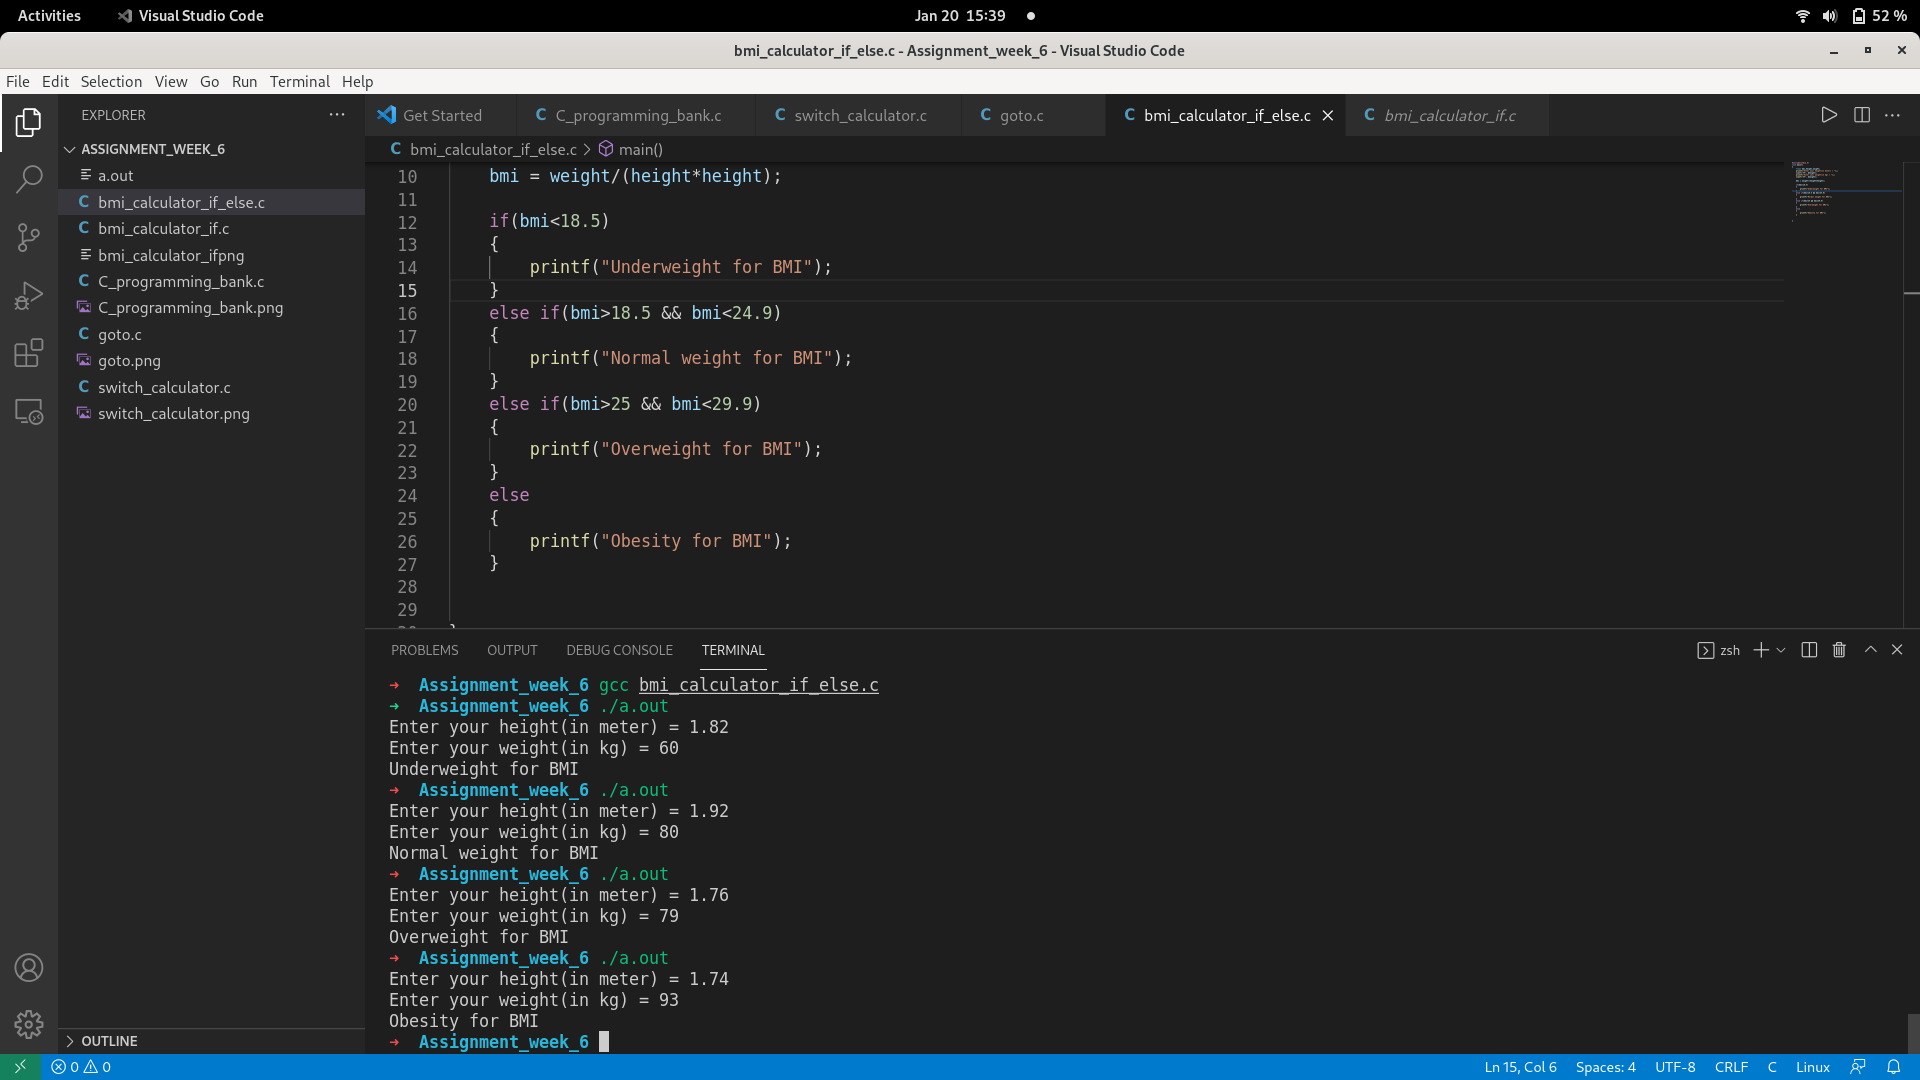 Activities Visual Studio Code Jan 20 15:39 52 %
bmi_calculator_if_else.c - Assignment_week_6 - Visual Studio Code
File Edit Selection View Go Run Terminal Help
EXPLORER
ASSIGNMENT_WEEK_6
a.out
bmi_calculator_if_else.c
bmi_calculator_if.c
bmi_calculator_ifpng
C_programming_bank.c
C_programming_bank.png
goto.c
goto.png
switch_calculator.c
switch_calculator.png
OUTLINE
Get Started C C_programming_bank.c C switch_calculator.c C goto.c C bmi_calculator_if_else.c C bmi_calculator_if.c
C bmi_calculator_if_else.c > main()
10 bmi = weight/(height*height);
11
12 if(bmi<18.5)
13 {
14 printf("Underweight for BMI");
15 }
16 else if(bmi>18.5 && bmi<24.9)
17 {
18 printf("Normal weight for BMI");
19 }
20 else if(bmi>25 && bmi<29.9)
21 {
22 printf("Overweight for BMI");
23 }
24 else
25 {
26 printf("Obesity for BMI");
27 }
28
29
PROBLEMS OUTPUT DEBUG CONSOLE TERMINAL zsh
→ Assignment_week_6 gcc bmi_calculator_if_else.c
→ Assignment_week_6 ./a.out
Enter your height(in meter) = 1.82
Enter your weight(in kg) = 60
Underweight for BMI
→ Assignment_week_6 ./a.out
Enter your height(in meter) = 1.92
Enter your weight(in kg) = 80
Normal weight for BMI
→ Assignment_week_6 ./a.out
Enter your height(in meter) = 1.76
Enter your weight(in kg) = 79
Overweight for BMI
→ Assignment_week_6 ./a.out
Enter your height(in meter) = 1.74
Enter your weight(in kg) = 93
Obesity for BMI
→ Assignment_week_6
0 0 Ln 15, Col 6 Spaces: 4 UTF-8 CRLF C Linux